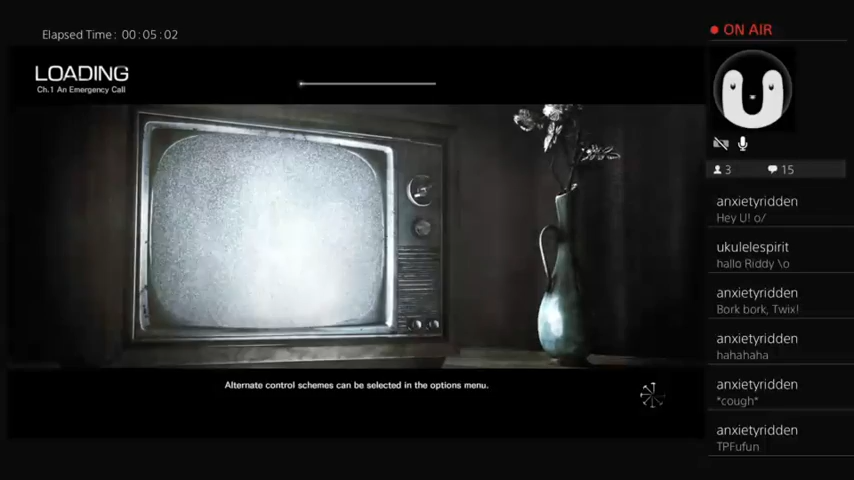 Elapsed Time: 00:05:02
ON AIR
LOADING
Ch.1 An Emergency Call
3
15
anxietyridden
Hey U! o/
ukulelespirit
hallo Riddy \o
anxietyridden
Bork bork, Twix!
anxietyridden
hahahaha
anxietyridden
*cough*
anxietyridden
TPFufun
Alternate control schemes can be selected in the options menu.